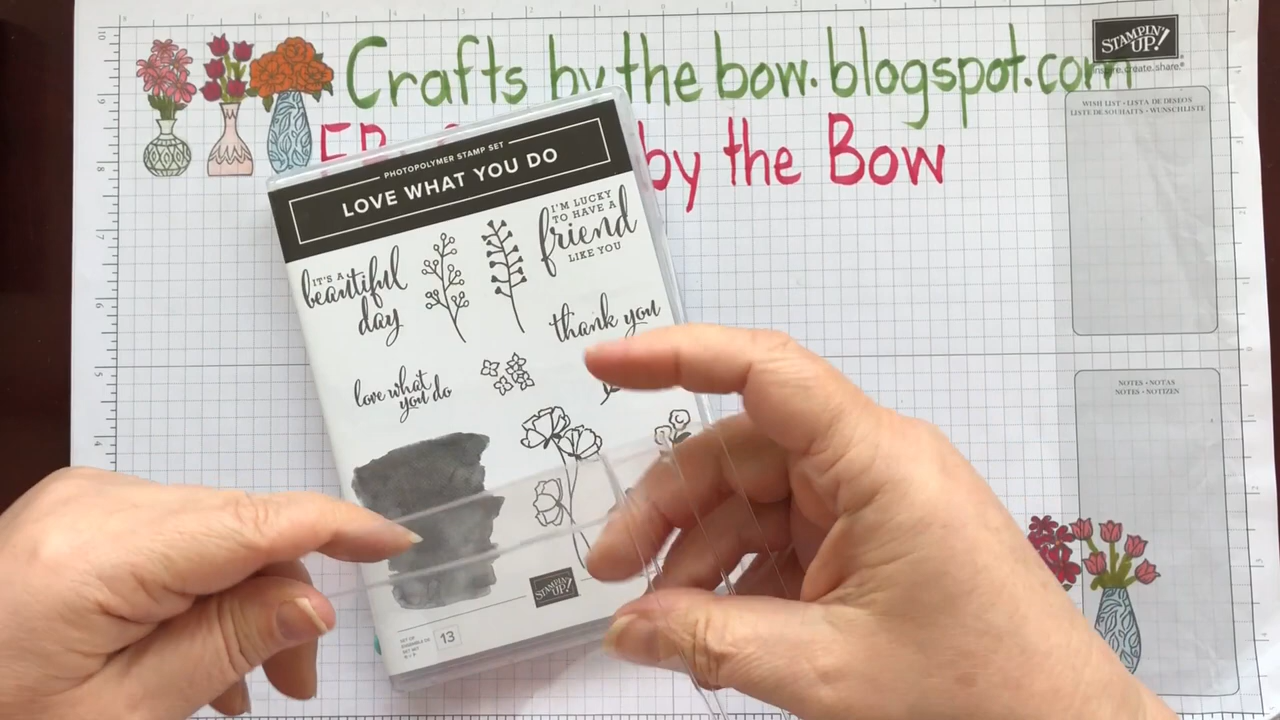 Crafts by the bow.blogspot.com
by the Bow
STAMPIN' UP!
inspire.create.share.
WISH LIST • LISTA DE DESEOS
LISTE DE SOUHAITS • WUNSCHLISTE
NOTES • NOTAS
NOTES • NOTIZEN
PHOTOPOLYMER STAMP SET
LOVE WHAT YOU DO
IT'S A
beautiful
day
I'M LUCKY
TO HAVE A
friend
LIKE YOU
thank you
love what
you do
STAMPIN' UP!
13